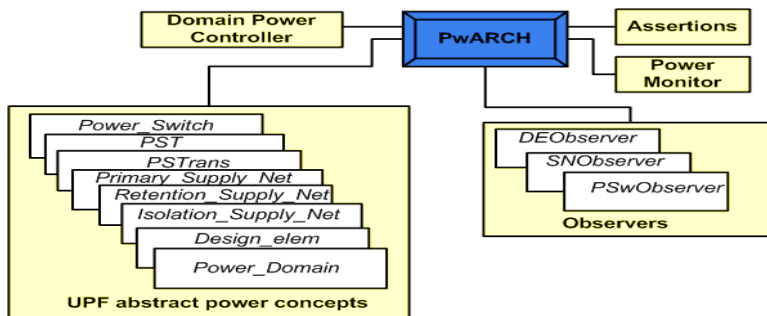 Domain Power
Controller
PwARCH
Assertions
Power
Monitor
Power_Switch
PST
PSTrans
Primary_Supply_Net
Retention_Supply_Net
Isolation_Supply_Net
Design_elem
Power_Domain
UPF abstract power concepts
DEObserver
SNObserver
PSwObserver
Observers